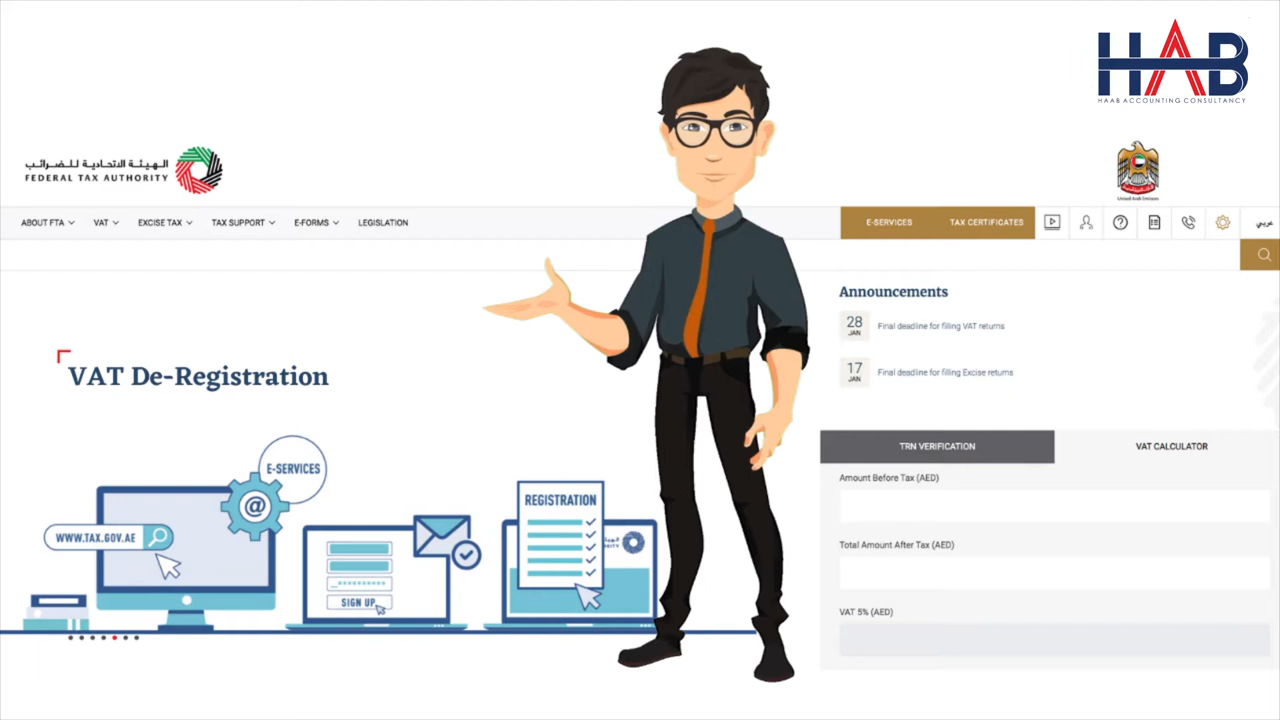 HAB
HAAB ACCOUNTING CONSULTANCY
الهيئة الاتحادية للضرائب
FEDERAL TAX AUTHORITY
United Arab Emirates
ABOUT FTA VAT EXCISE TAX TAX SUPPORT E-FORMS LEGISLATION E-SERVICES TAX CERTIFICATES عربي
Announcements
28 JAN Final deadline for filling VAT returns
17 JAN Final deadline for filling Excise returns
VAT De-Registration
TRN VERIFICATION VAT CALCULATOR
Amount Before Tax (AED)
Total Amount After Tax (AED)
VAT 5% (AED)
E-SERVICES
@
WWW.TAX.GOV.AE
SIGN UP
REGISTRATION